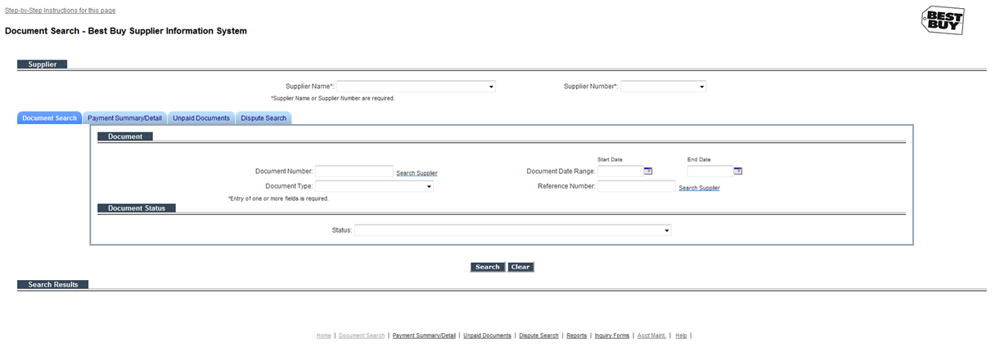 Step-by-Step Instructions for this page
BEST
BUY
Document Search - Best Buy Supplier Information System
Supplier
Supplier Name*: Supplier Number*:
*Supplier Name or Supplier Number are required.
Document Search Payment Summary/Detail Unpaid Documents Dispute Search
Document
Start Date End Date
Document Number: Search Supplier Document Date Range:
Document Type: Reference Number: Search Supplier
*Entry of one or more fields is required.
Document Status
Status:
Search Clear
Search Results
Home | Document Search | Payment Summary/Detail | Unpaid Documents | Dispute Search | Reports | Inquiry Forms | Acct Maint. | Help |